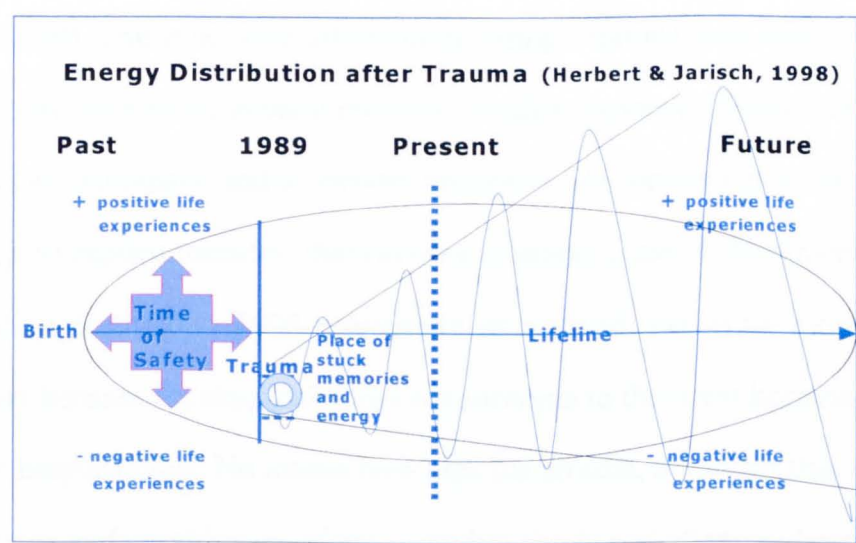 Energy Distribution after Trauma (Herbert & Jarisch, 1998)
Past 1989 Present Future
+ positive life
experiences
+ positive life
experiences
Birth
Time
of
Safety
Trauma
Place of
stuck
memories
and
energy
Lifeline
- negative life
experiences
- negative life
experiences